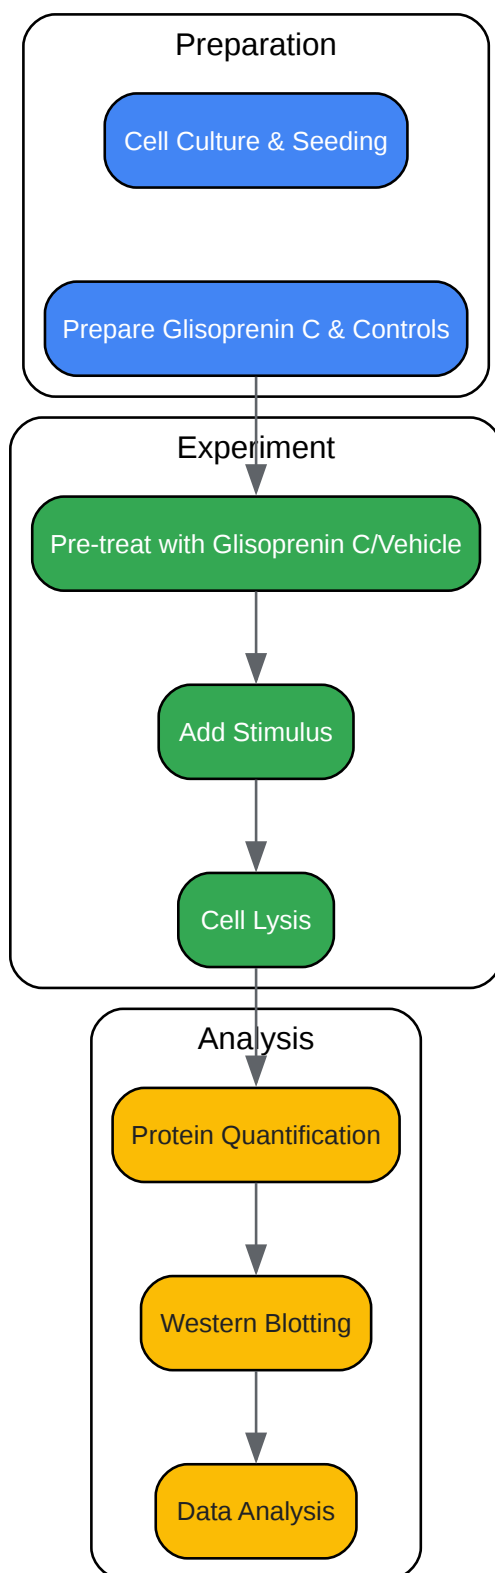 Preparation
Cell Culture & Seeding
Prepare Glisoprenin C & Controls
Experiment
Pre-treat with Glisoprenin C/Vehicle
Add Stimulus
Cell Lysis
Analysis
Protein Quantification
Western Blotting
Data Analysis